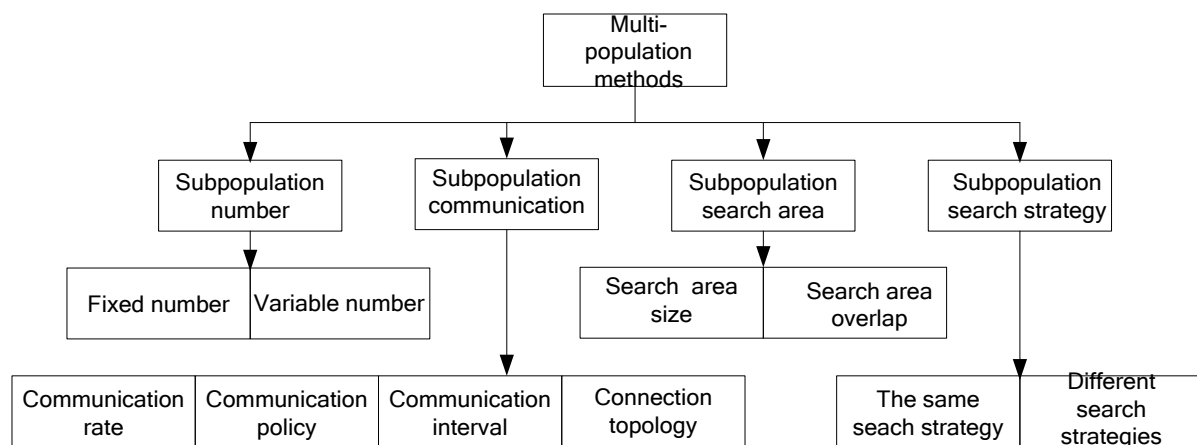 Multi-
population
methods
Subpopulation
number
Subpopulation
communication
Subpopulation
search area
Subpopulation
search strategy
Fixed number
Variable number
Search area
size
Search area
overlap
Communication
rate
Communication
policy
Communication
interval
Connection
topology
The same
seach strategy
Different
search
strategies